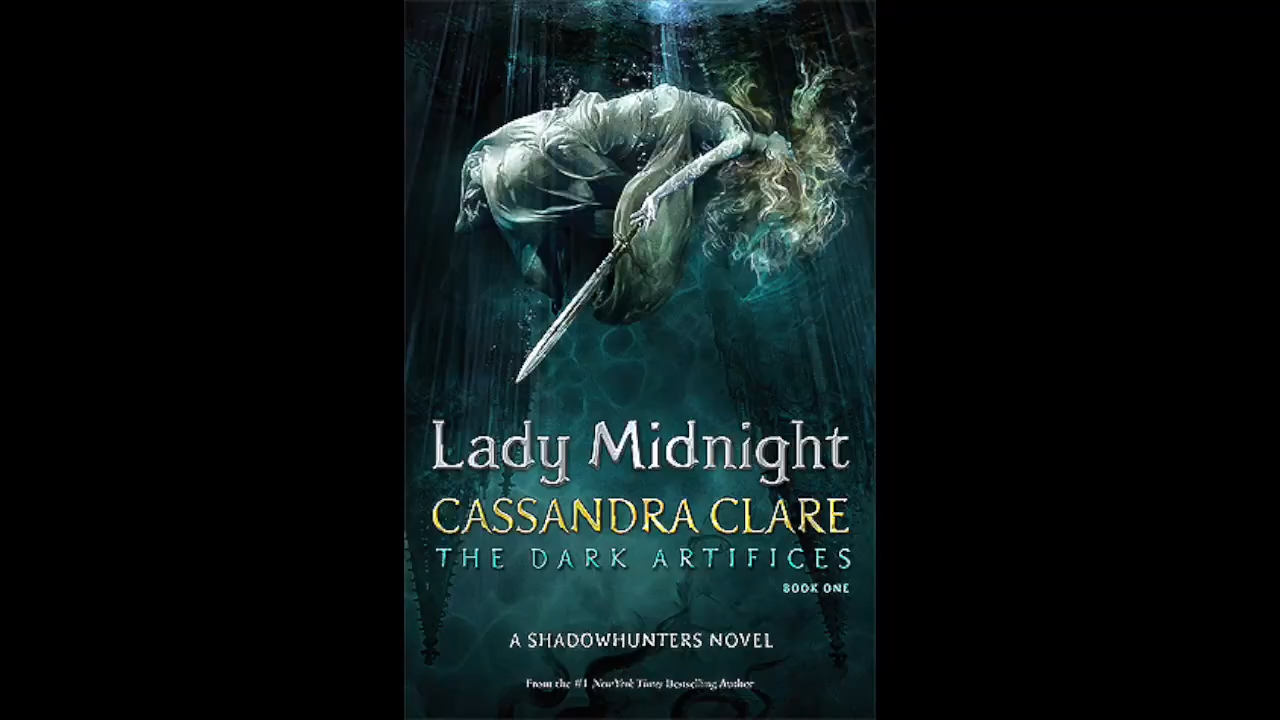 Lady Midnight
CASSANDRA CLARE
THE DARK ARTIFICES
BOOK ONE
A SHADOWHUNTERS NOVEL
From the #1 New York Times Bestselling Author